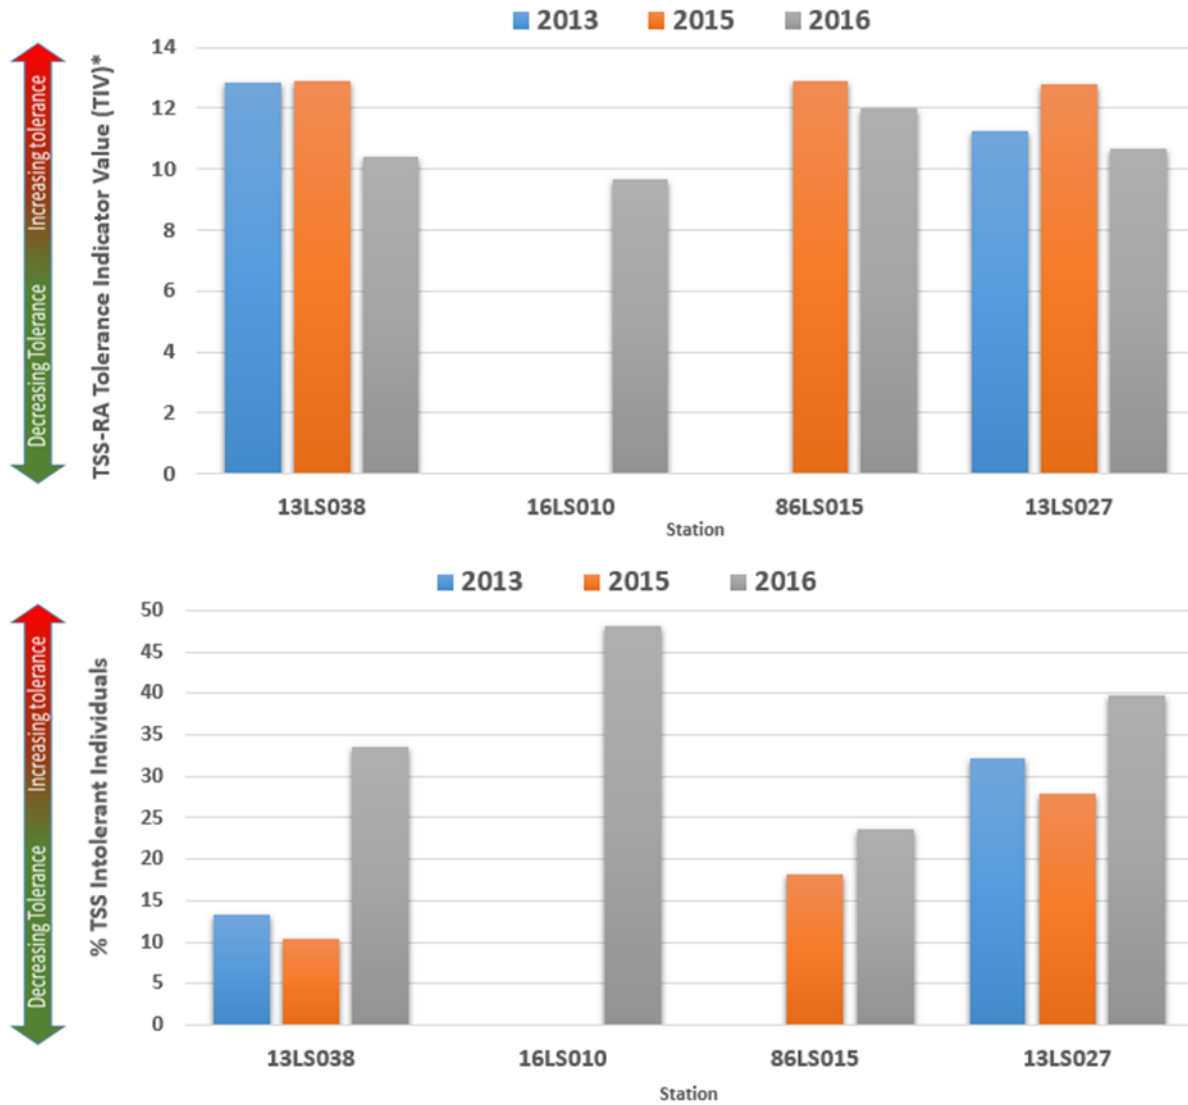 2013 2015 2016
Increasing tolerance
Decreasing Tolerance
TSS-RA Tolerance Indicator Value (TIV)*
14
12
10
8
6
4
2
0
13LS038 16LS010 86LS015 13LS027
Station
2013 2015 2016
Increasing tolerance
Decreasing Tolerance
% TSS Intolerant Individuals
50
45
40
35
30
25
20
15
10
5
0
13LS038 16LS010 86LS015 13LS027
Station